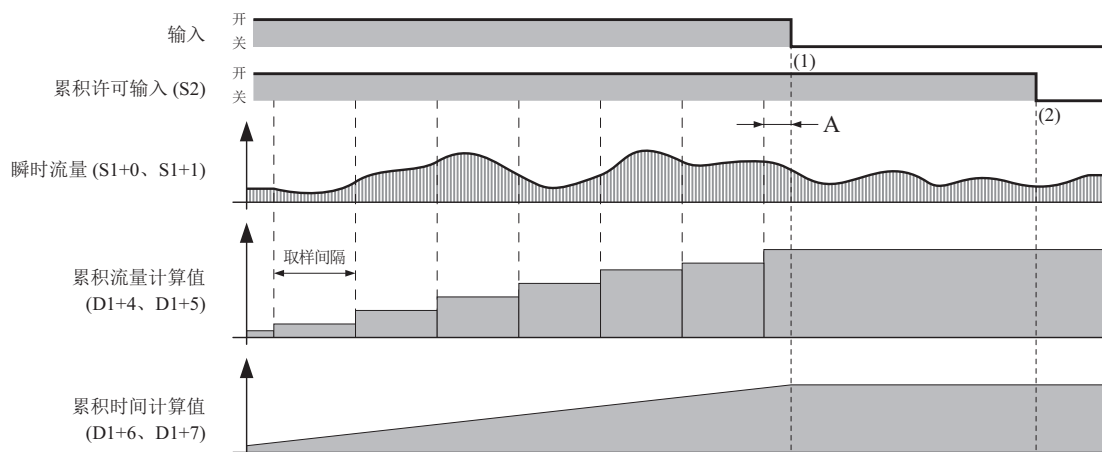 输入
开
关
(1)
累积许可输入 (S2)
开
关
(2)
A
瞬时流量 (S1+0、S1+1)
取样间隔
累积流量计算值
(D1+4、D1+5)
累积时间计算值
(D1+6、D1+7)